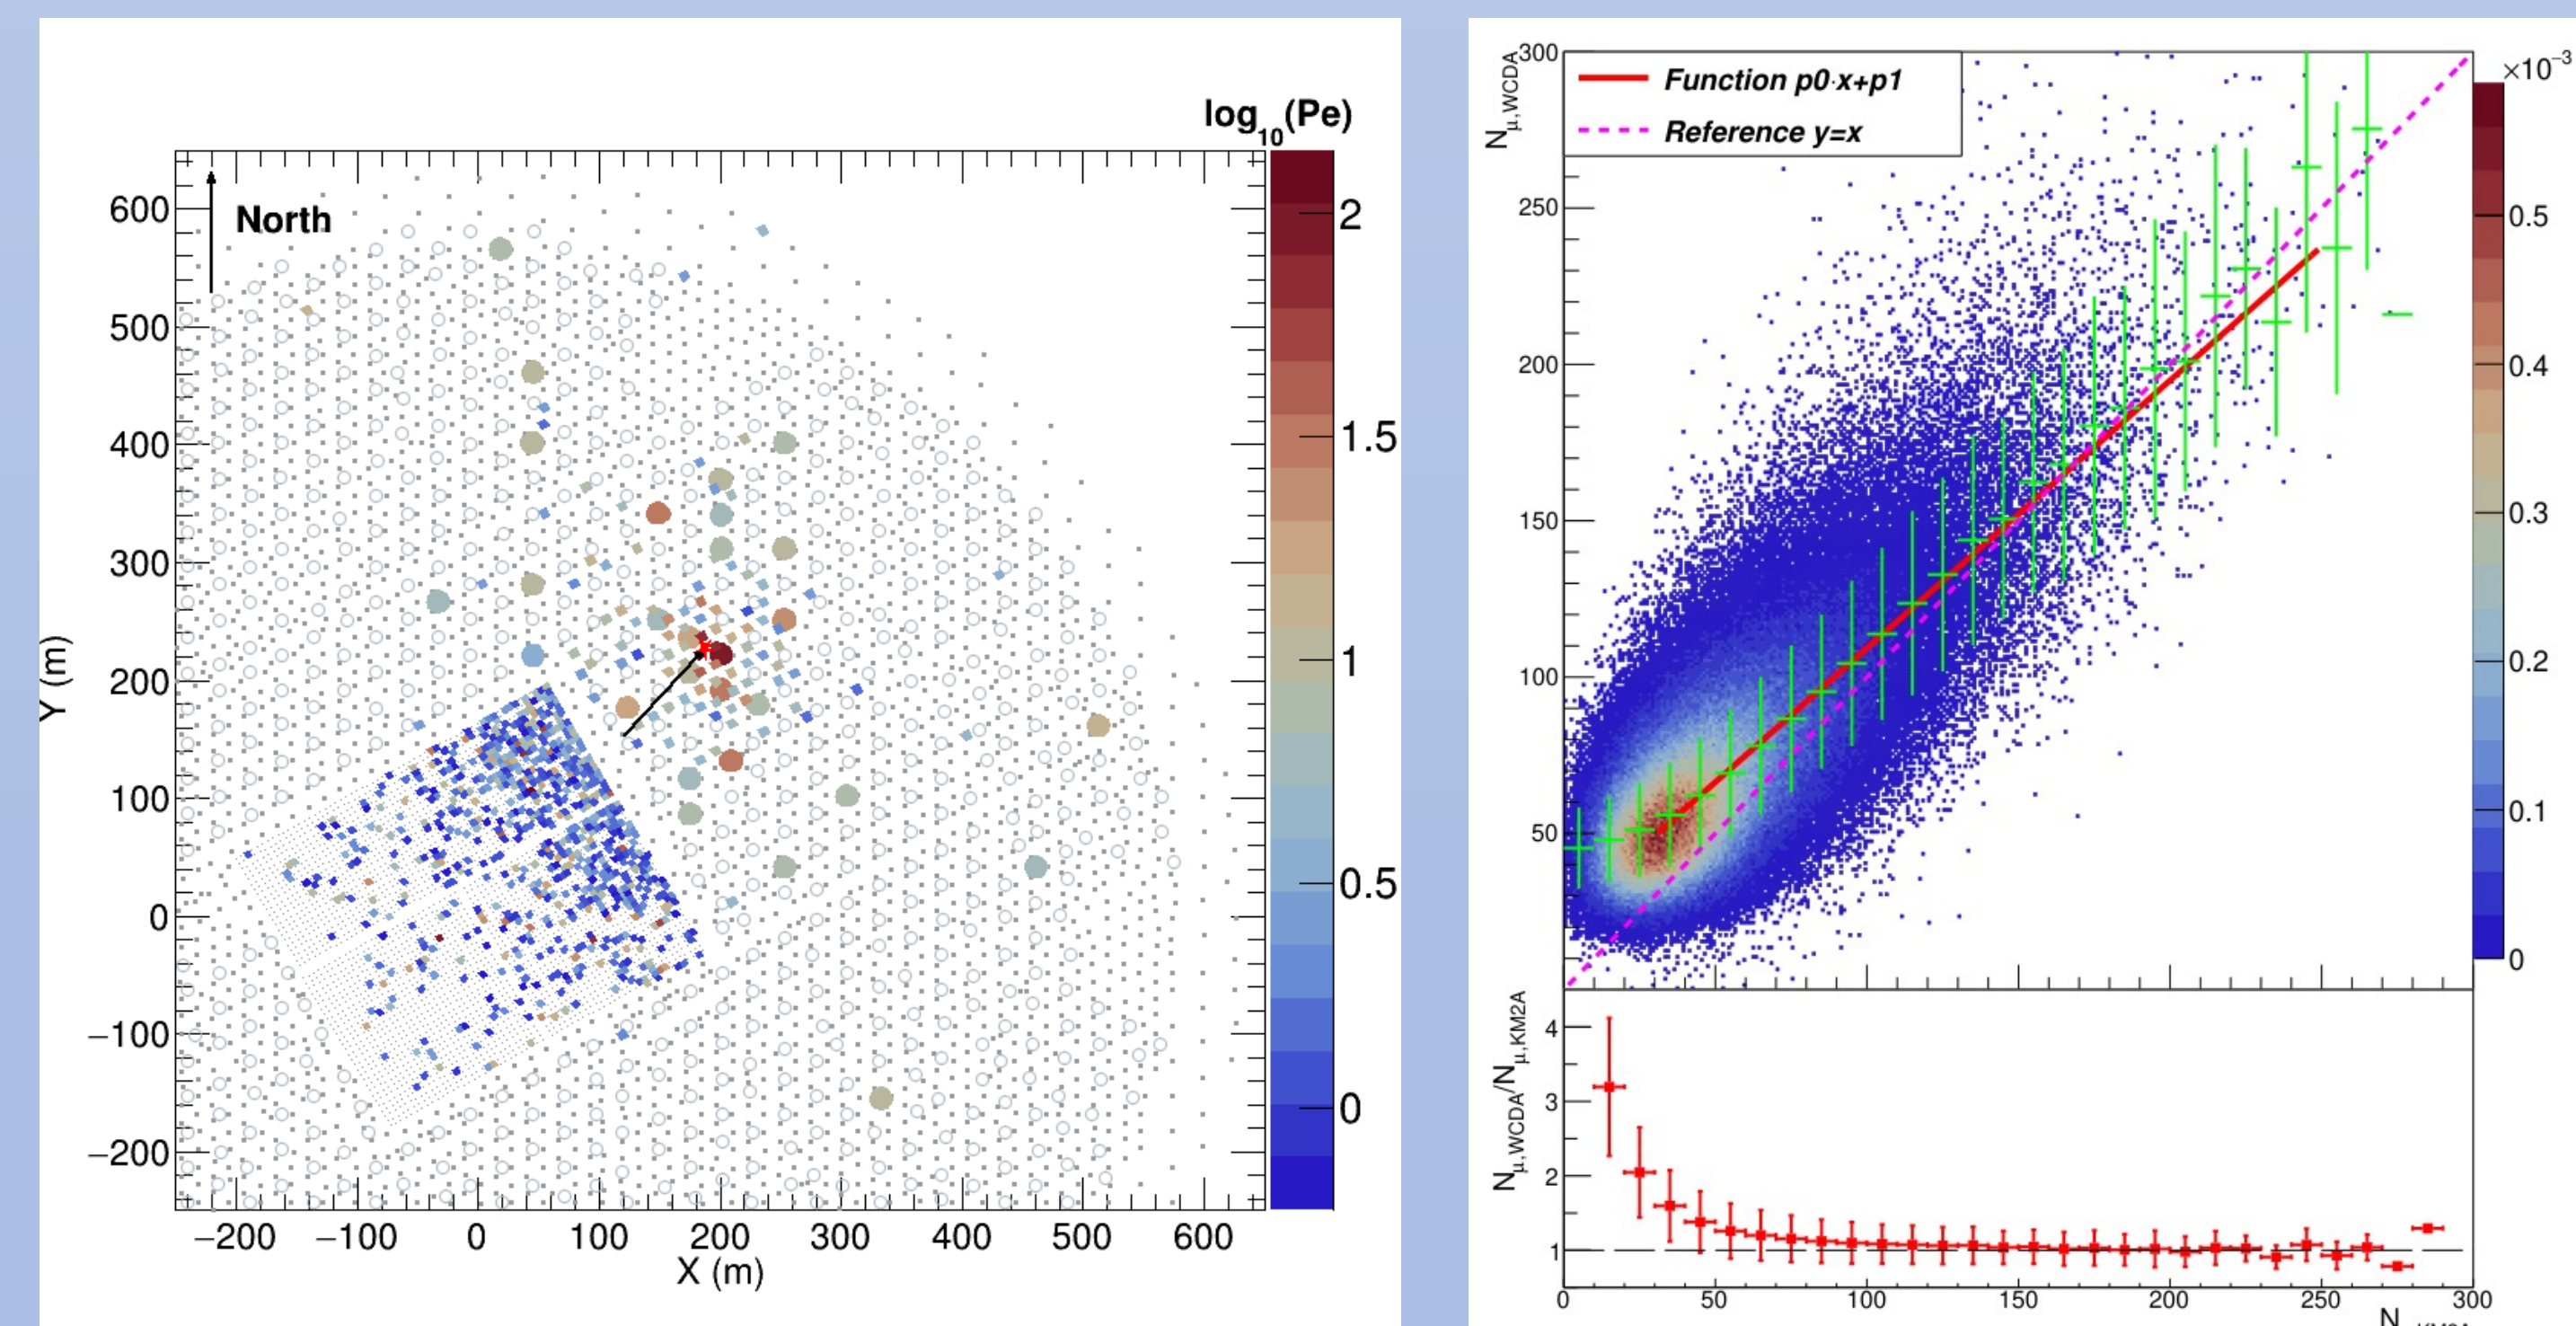 log10(Pe)
North
600
500
400
300
200
100
0
−100
−200
Y (m)
−200 −100 0 100 200 300 400 500 600
X (m)
2
1.5
1
0.5
0
Function p0·x+p1
Reference y=x
Nμ,WCDA
300
250
200
150
100
50
×10−3
0.5
0.4
0.3
0.2
0.1
0
Nμ,WCDA/Nμ,KM2A
4
3
2
1
0 50 100 150 200 250 300
N